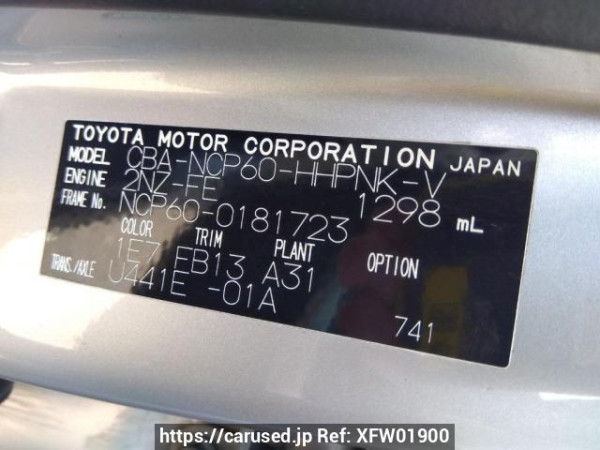 TOYOTA MOTOR CORPORATION JAPAN
MODEL CBA-NCP60-HHPNK-V
ENGINE 2NZ-FE 1298 mL
FRAME No. NCP60-0181723
COLOR TRIM PLANT OPTION
1E7 EB13 A31
TRANS./AXLE U441E -01A
741
https://carused.jp Ref: XFW01900